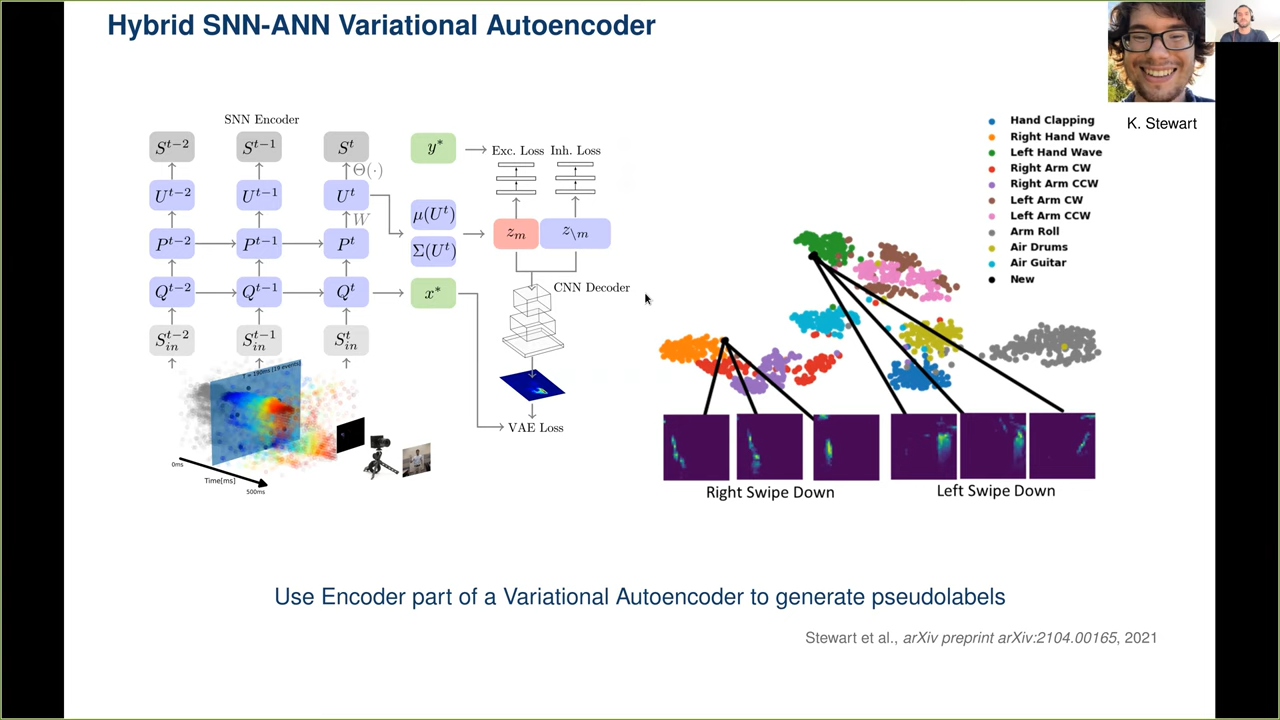 Hybrid SNN-ANN Variational Autoencoder
K. Stewart
SNN Encoder
S^{t-2} S^{t-1} S^t y* Exc. Loss Inh. Loss
Θ(·)
U^{t-2} U^{t-1} U^t μ(U^t)
W
z_m z_{\m}
P^{t-2} P^{t-1} P^t Σ(U^t)
Q^{t-2} Q^{t-1} Q^t x* CNN Decoder
S_{in}^{t-2} S_{in}^{t-1} S_{in}^t
T = 190ms [19 events]
VAE Loss
0ms
Time[ms]
500ms
Hand Clapping
Right Hand Wave
Left Hand Wave
Right Arm CW
Right Arm CCW
Left Arm CW
Left Arm CCW
Arm Roll
Air Drums
Air Guitar
New
Right Swipe Down Left Swipe Down
Use Encoder part of a Variational Autoencoder to generate pseudolabels
Stewart et al., arXiv preprint arXiv:2104.00165, 2021